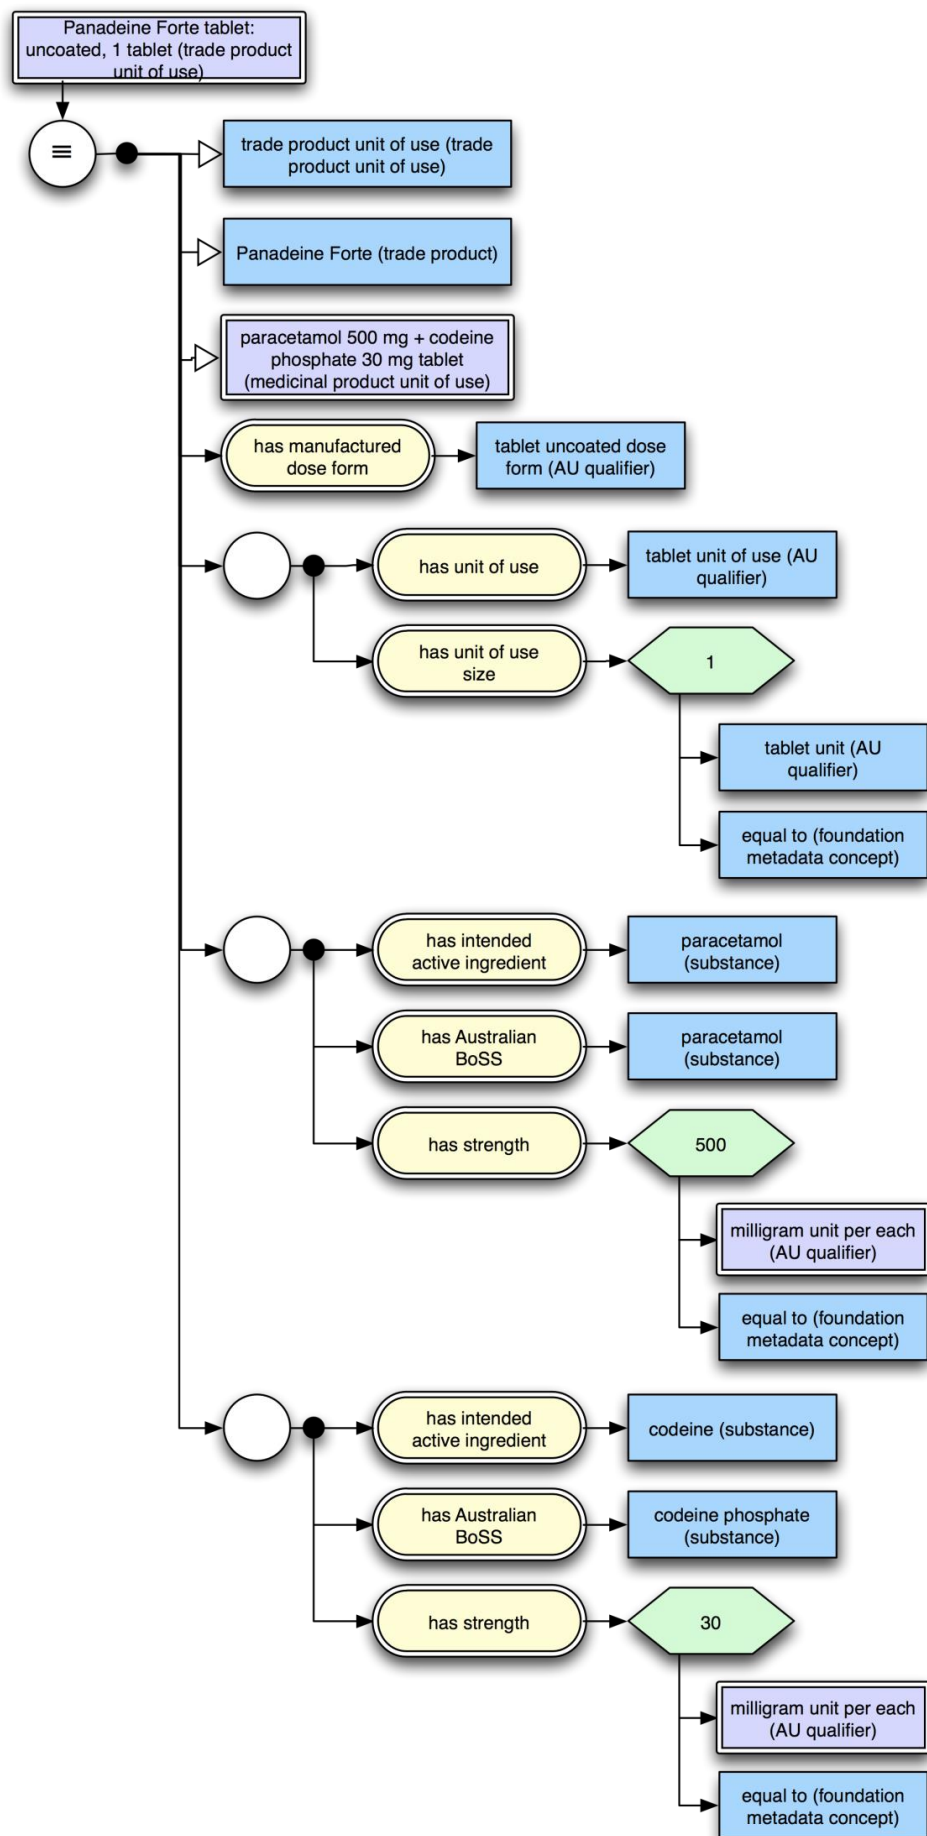 Panadeine Forte tablet:
uncoated, 1 tablet (trade product
unit of use)
≡
trade product unit of use (trade
product unit of use)
Panadeine Forte (trade product)
paracetamol 500 mg + codeine
phosphate 30 mg tablet
(medicinal product unit of use)
has manufactured
dose form
tablet uncoated dose
form (AU qualifier)
has unit of use
tablet unit of use (AU
qualifier)
has unit of use
size
1
tablet unit (AU
qualifier)
equal to (foundation
metadata concept)
has intended
active ingredient
paracetamol
(substance)
has Australian
BoSS
paracetamol
(substance)
has strength
500
milligram unit per each
(AU qualifier)
equal to (foundation
metadata concept)
has intended
active ingredient
codeine (substance)
has Australian
BoSS
codeine phosphate
(substance)
has strength
30
milligram unit per each
(AU qualifier)
equal to (foundation
metadata concept)